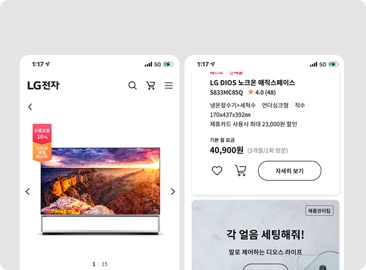 1:17
5G
LG전자
10%
1 15
1:17
5G
LG DIOS 노크온 매직스페이스
S833MC85Q ★ 4.0 (48)
냉온정수기+세척수 언더싱크형 직수
170x437x392㎜
제휴카드 사용시 최대 23,000원 할인
기본 월 요금
40,900원 (3개월/1회 방문)
자세히 보기
제품관리팁
각 얼음 세팅해줘!
말로 제어하는 디오스 라이프